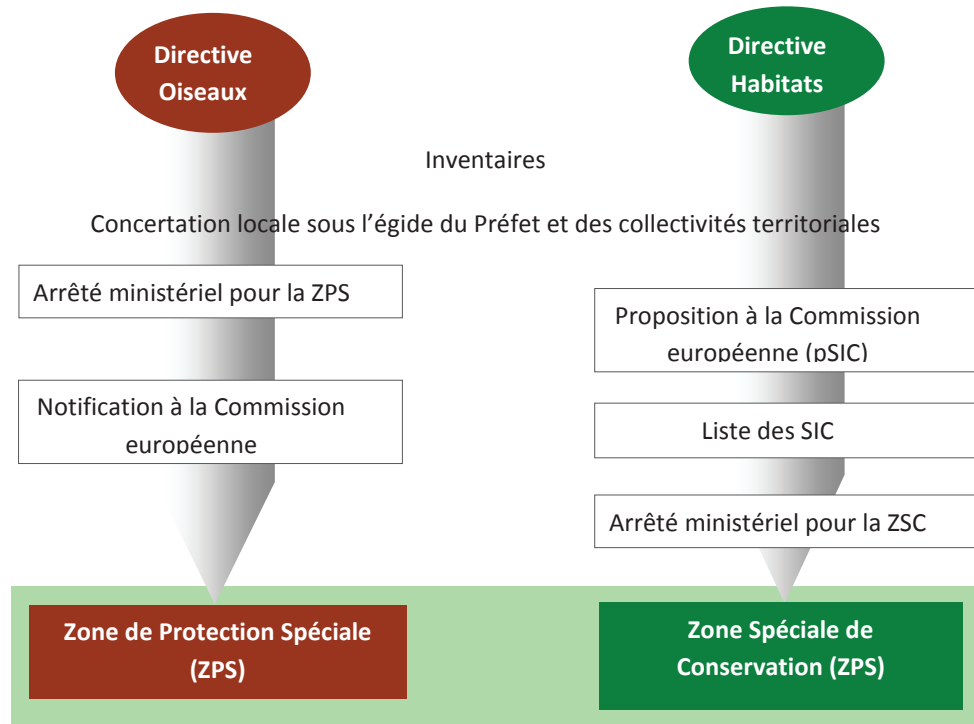 Directive
Oiseaux
Directive
Habitats
Inventaires
Concertation locale sous l'égide du Préfet et des collectivités territoriales
Arrêté ministériel pour la ZPS
Notification à la Commission
européenne
Proposition à la Commission
européenne (pSIC)
Liste des SIC
Arrêté ministériel pour la ZSC
Zone de Protection Spéciale
(ZPS)
Zone Spéciale de
Conservation (ZPS)